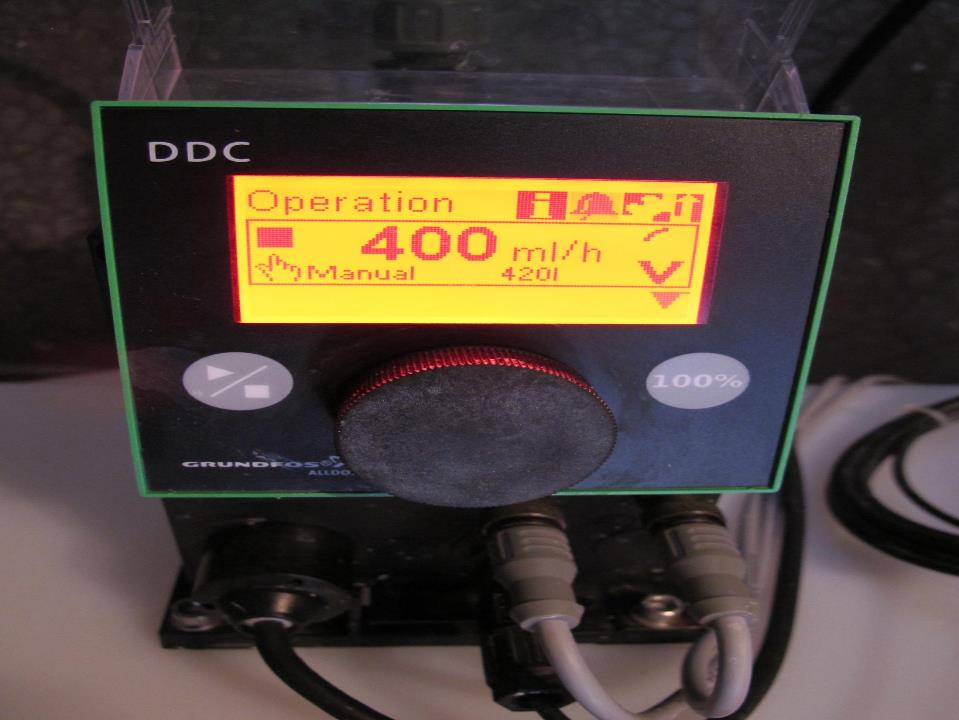 DDC
Operation
400 ml/h
Manual 420l
100%
GRUNDFOS